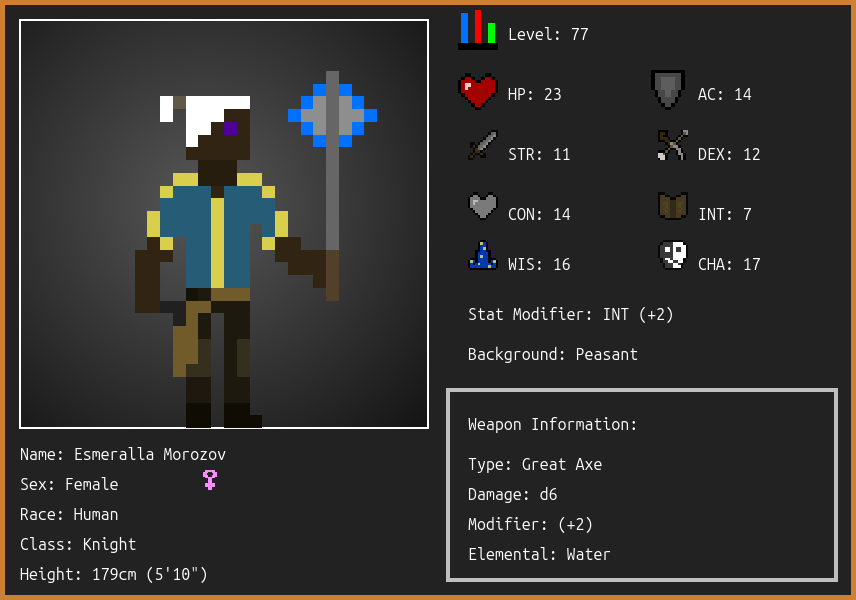 Level: 77
HP: 23
AC: 14
STR: 11
DEX: 12
CON: 14
INT: 7
WIS: 16
CHA: 17
Stat Modifier: INT (+2)
Background: Peasant
Weapon Information:
Type: Great Axe
Damage: d6
Modifier: (+2)
Elemental: Water
Name: Esmeralla Morozov
Sex: Female
Race: Human
Class: Knight
Height: 179cm (5'10")